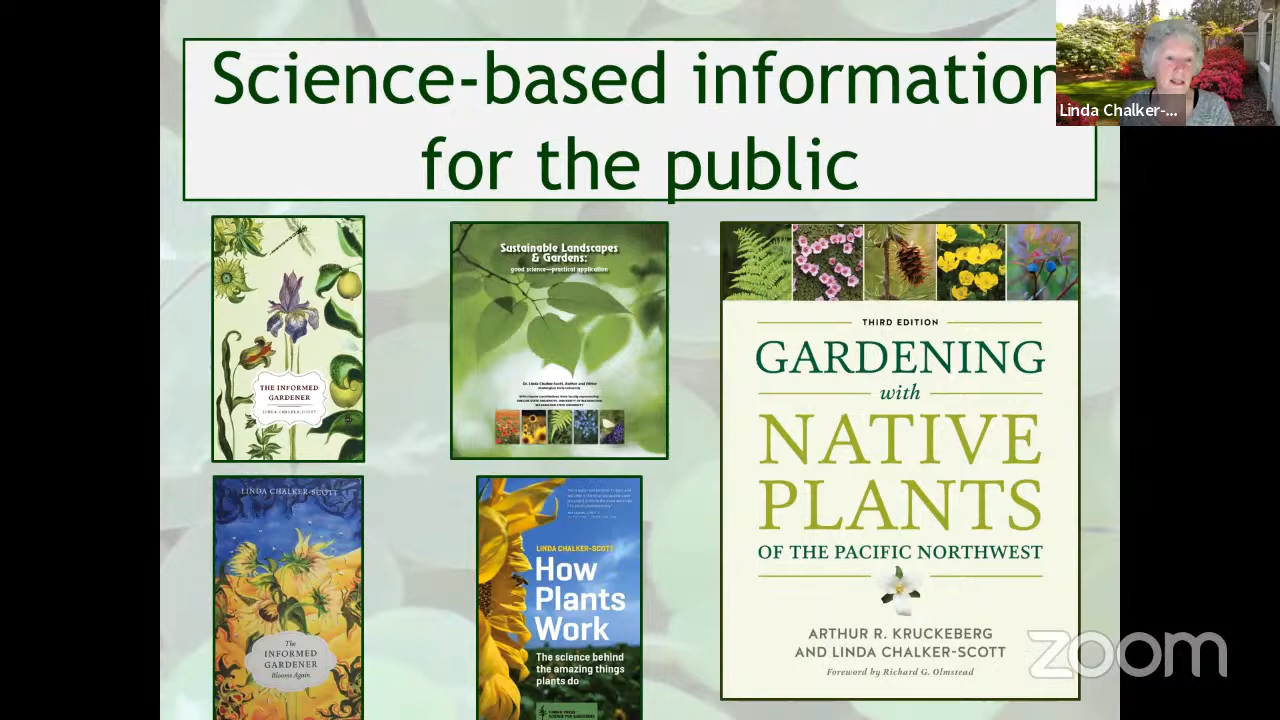 Science-based information
for the public
Linda Chalker-...
THE INFORMED
GARDENER
LINDA CHALKER-SCOTT
Sustainable Landscapes
& Gardens:
good science—practical application
Dr. Linda Chalker-Scott, Author and Editor
Washington State University
LINDA CHALKER-SCOTT
The
INFORMED
GARDENER
Blooms Again
LINDA CHALKER-SCOTT
How
Plants
Work
The science behind
the amazing things
plants do
THIRD EDITION
GARDENING
with
NATIVE
PLANTS
OF THE PACIFIC NORTHWEST
ARTHUR R. KRUCKEBERG
AND LINDA CHALKER-SCOTT
Foreword by Richard G. Olmstead
zoom